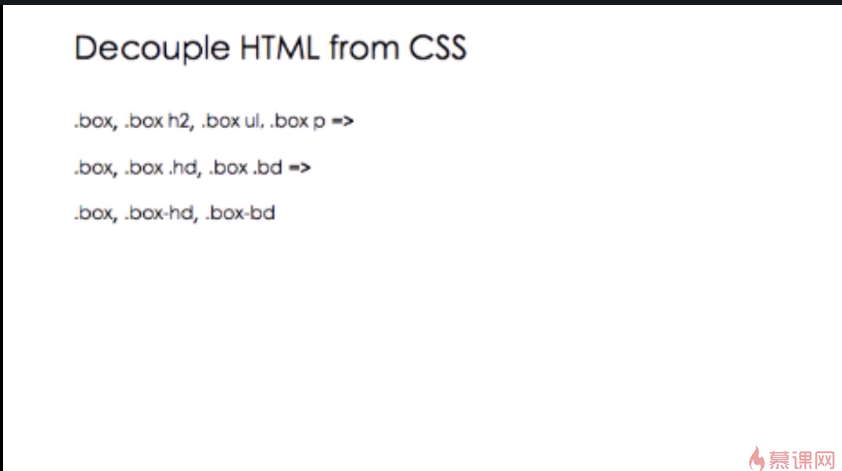 Decouple HTML from CSS
.box, .box h2, .box ul, .box p =>
.box, .box .hd, .box .bd =>
.box, .box-hd, .box-bd
慕课网